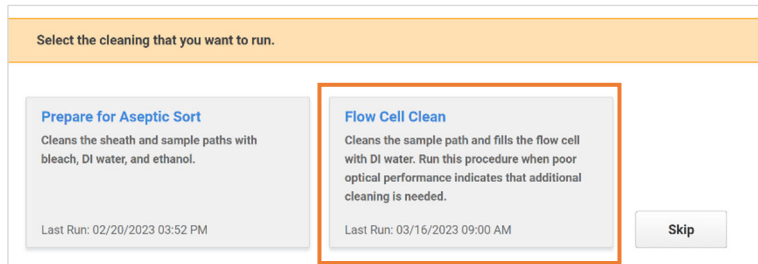 Select the cleaning that you want to run.
Prepare for Aseptic Sort
Cleans the sheath and sample paths with
bleach, DI water, and ethanol.
Last Run: 02/20/2023 03:52 PM
Flow Cell Clean
Cleans the sample path and fills the flow cell
with DI water. Run this procedure when poor
optical performance indicates that additional
cleaning is needed.
Last Run: 03/16/2023 09:00 AM
Skip